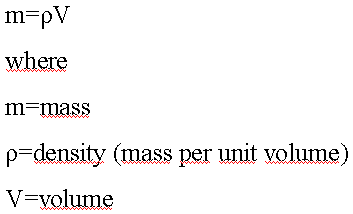 m=ρV
where
m=mass
ρ=density (mass per unit volume)
V=volume